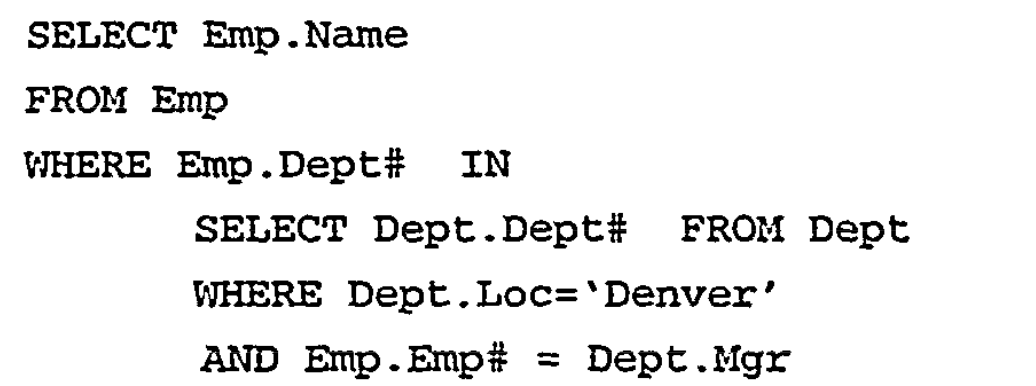 SELECT Emp.Name
FROM Emp
WHERE Emp.Dept# IN
SELECT Dept.Dept# FROM Dept
WHERE Dept.Loc=‘Denver’
AND Emp.Emp# = Dept.Mgr